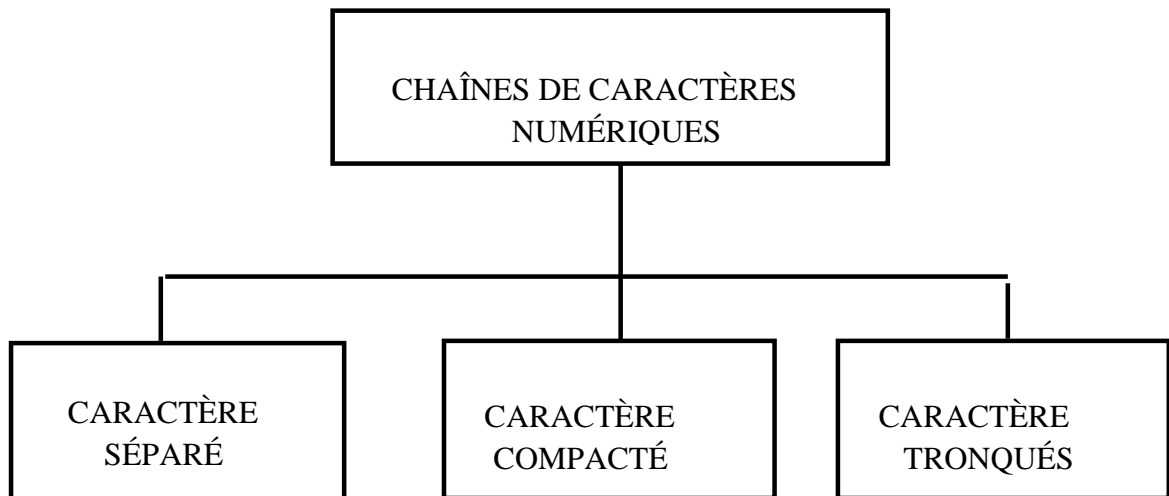 CHAÎNES DE CARACTÈRES
NUMÉRIQUES
CARACTÈRE
SÉPARÉ
CARACTÈRE
COMPACTÉ
CARACTÈRE
TRONQUÉS